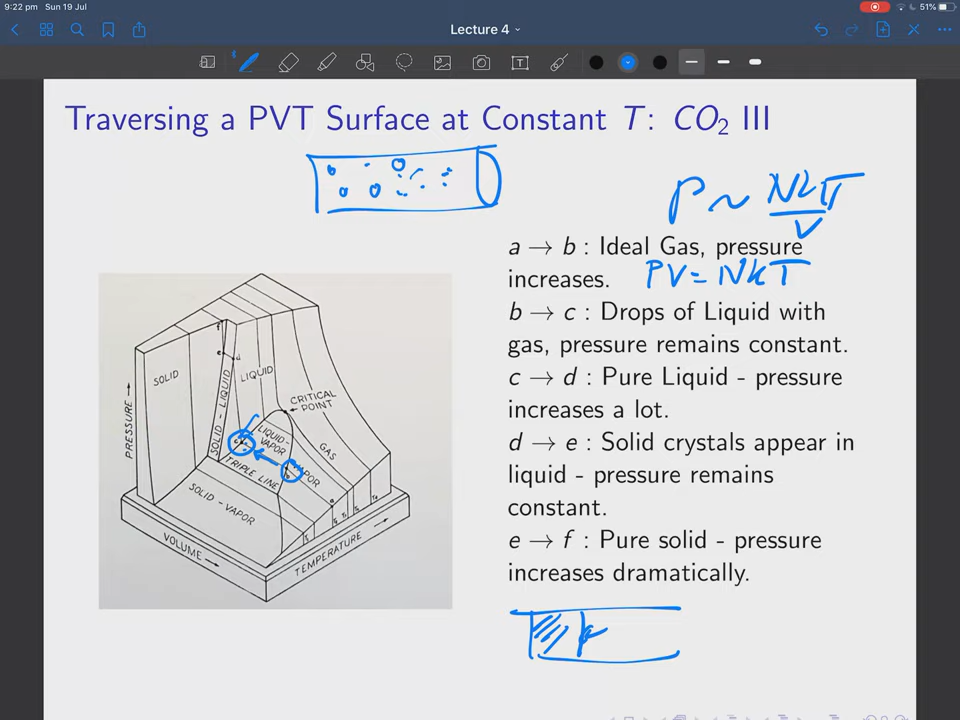 9:22 pm Sun 19 Jul
51%
Lecture 4
Traversing a PVT Surface at Constant T: CO₂ III
P ~ NkT
V
a → b : Ideal Gas, pressure
increases.
PV = NkT
b → c : Drops of Liquid with
gas, pressure remains constant.
c → d : Pure Liquid - pressure
increases a lot.
d → e : Solid crystals appear in
liquid - pressure remains
constant.
e → f : Pure solid - pressure
increases dramatically.
PRESSURE →
SOLID
SOLID - LIQUID
LIQUID
CRITICAL
POINT
LIQUID-
VAPOR
GAS
TRIPLE LINE
SOLID - VAPOR
VOLUME →
TEMPERATURE →
f
e
d
a